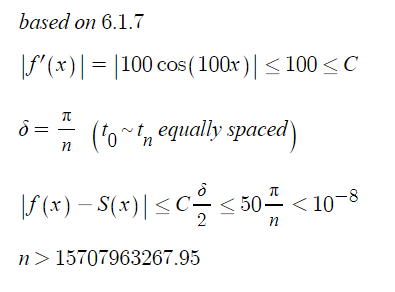 based on 6.1.7
|f'(x)| = |100 cos(100x)| ≤ 100 ≤ C
δ = π/n (t₀ ~ tₙ equally spaced)
|f(x) − S(x)| ≤ C δ/2 ≤ 50 π/n < 10⁻⁸
n > 15707963267.95